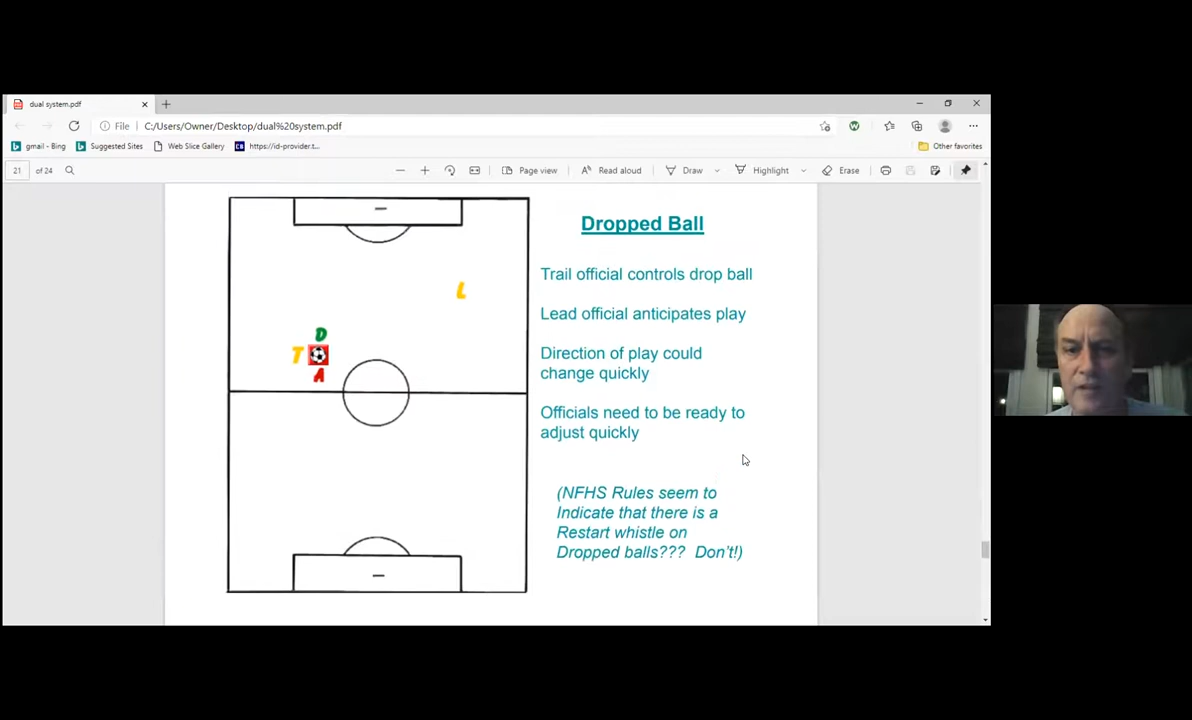 dual system.pdf
File C:/Users/Owner/Desktop/dual%20system.pdf
gmail - Bing Suggested Sites Web Slice Gallery https://id-provider.t... Other favorites
21 of 24 Page view Read aloud Draw Highlight Erase
Dropped Ball
Trail official controls drop ball
L
Lead official anticipates play
D
T
A
Direction of play could
change quickly
Officials need to be ready to
adjust quickly
(NFHS Rules seem to
Indicate that there is a
Restart whistle on
Dropped balls??? Don't!)